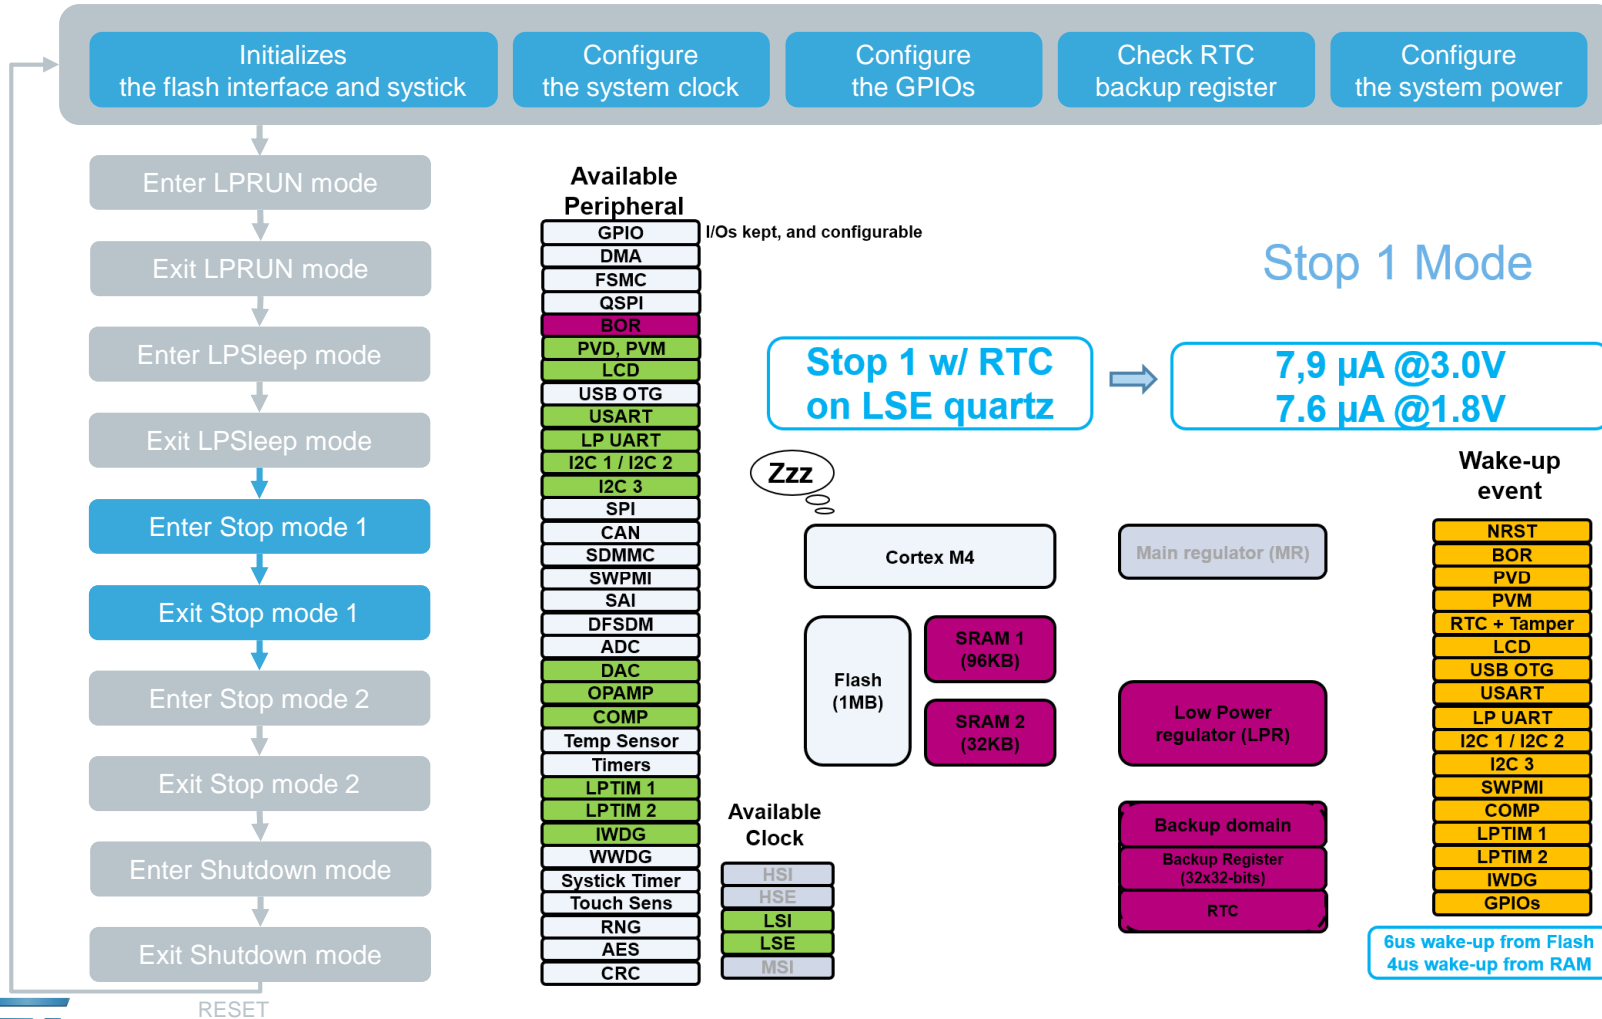 Initializes
the flash interface and systick
Configure
the system clock
Configure
the GPIOs
Check RTC
backup register
Configure
the system power
Enter LPRUN mode
Exit LPRUN mode
Enter LPSleep mode
Exit LPSleep mode
Enter Stop mode 1
Exit Stop mode 1
Enter Stop mode 2
Exit Stop mode 2
Enter Shutdown mode
Exit Shutdown mode
RESET
Available
Peripheral
GPIO
I/Os kept, and configurable
DMA
FSMC
QSPI
BOR
PVD, PVM
LCD
USB OTG
USART
LP UART
I2C 1 / I2C 2
I2C 3
SPI
CAN
SDMMC
SWPMI
SAI
DFSDM
ADC
DAC
OPAMP
COMP
Temp Sensor
Timers
LPTIM 1
LPTIM 2
IWDG
WWDG
Systick Timer
Touch Sens
RNG
AES
CRC
Stop 1 Mode
Stop 1 w/ RTC
on LSE quartz
7,9 µA @3.0V
7.6 µA @1.8V
Zzz
Cortex M4
Flash
(1MB)
SRAM 1
(96KB)
SRAM 2
(32KB)
Main regulator (MR)
Low Power
regulator (LPR)
Backup domain
Backup Register
(32x32-bits)
RTC
Available
Clock
HSI
HSE
LSI
LSE
MSI
Wake-up
event
NRST
BOR
PVD
PVM
RTC + Tamper
LCD
USB OTG
USART
LP UART
I2C 1 / I2C 2
I2C 3
SWPMI
COMP
LPTIM 1
LPTIM 2
IWDG
GPIOs
6us wake-up from Flash
4us wake-up from RAM